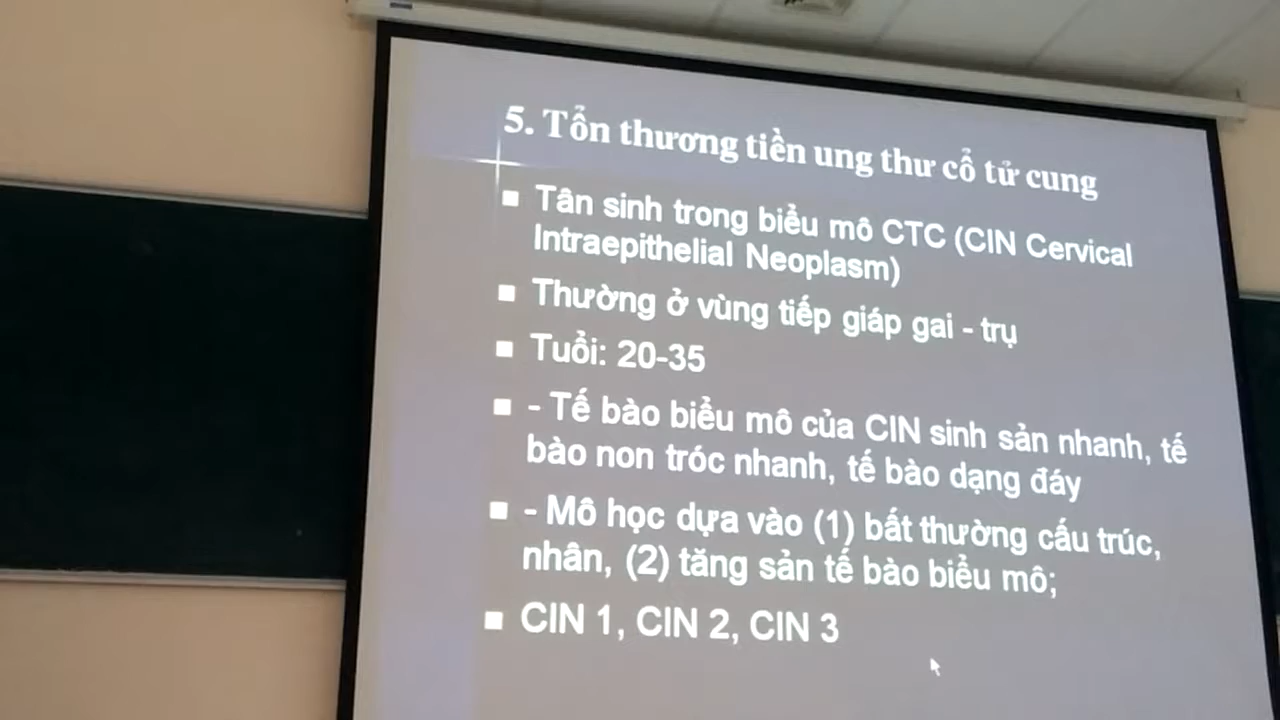 5. Tổn thương tiền ung thư cổ tử cung
■ Tân sinh trong biểu mô CTC (CIN Cervical
Intraepithelial Neoplasm)
■ Thường ở vùng tiếp giáp gai - trụ
■ Tuổi: 20-35
■ - Tế bào biểu mô của CIN sinh sản nhanh, tế
bào non tróc nhanh, tế bào dạng đáy
■ - Mô học dựa vào (1) bất thường cấu trúc,
nhân, (2) tăng sản tế bào biểu mô;
■ CIN 1, CIN 2, CIN 3